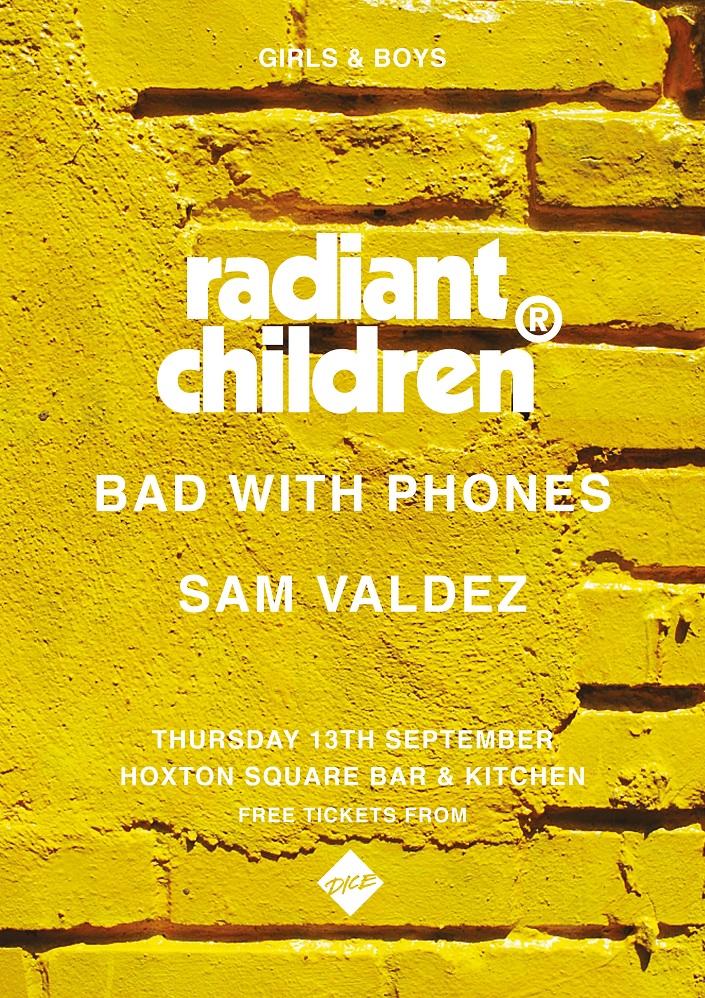 GIRLS & BOYS
radiant
children ®
BAD WITH PHONES
SAM VALDEZ
THURSDAY 13TH SEPTEMBER
HOXTON SQUARE BAR & KITCHEN
FREE TICKETS FROM
DICE